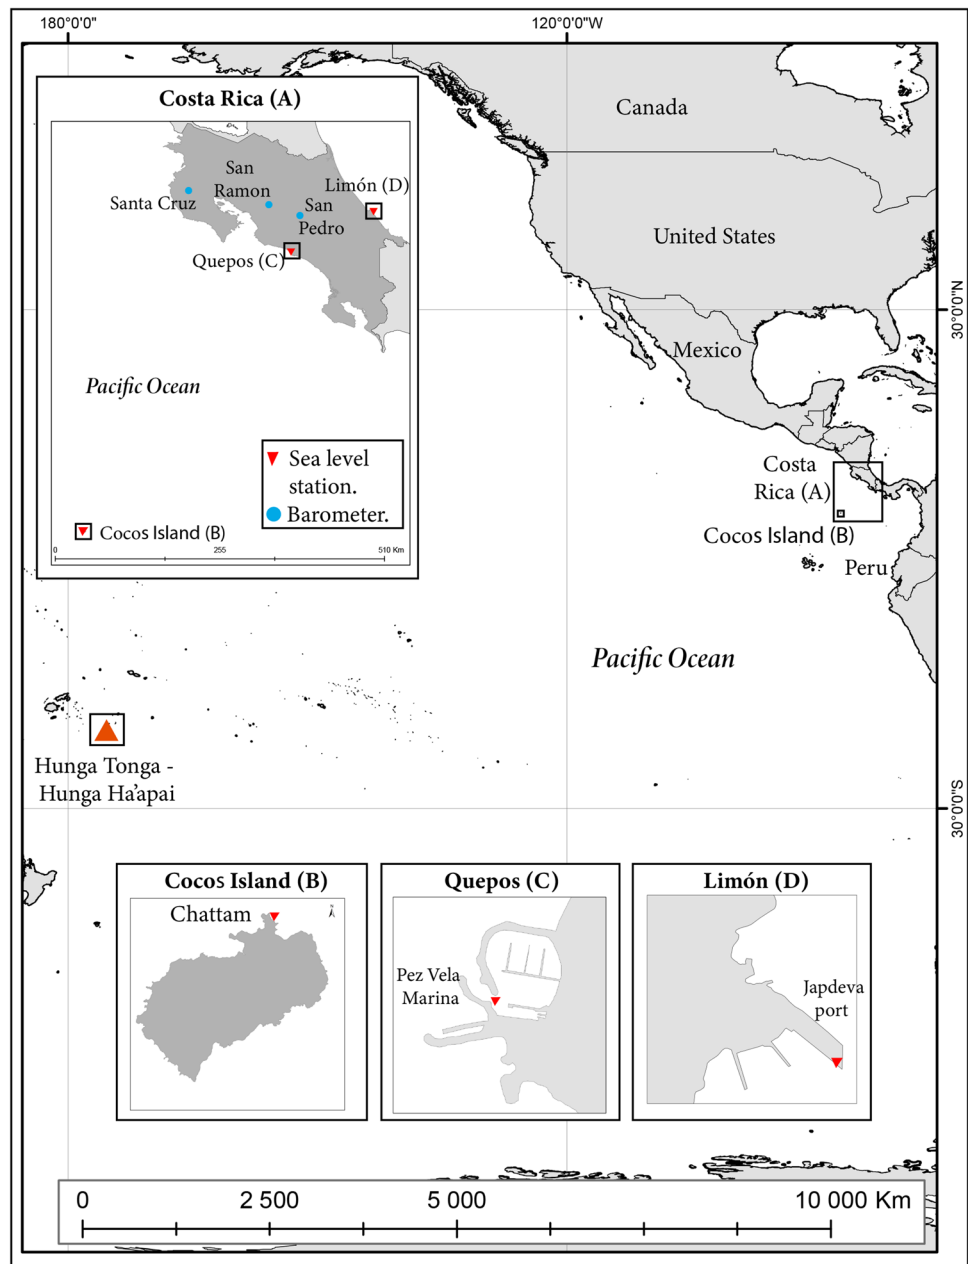 180°0'0"
120°0'0"W
Costa Rica (A)
San
Ramon
Limón (D)
Santa Cruz
San
Pedro
Quepos (C)
Pacific Ocean
Sea level
station.
Barometer.
Cocos Island (B)
0
255
510 Km
Canada
United States
30°0'0"N
Mexico
Costa
Rica (A)
Cocos Island (B)
Peru
Pacific Ocean
Hunga Tonga -
Hunga Ha'apai
30°0'0"S
Cocos Island (B)
Chattam
N
Quepos (C)
Pez Vela
Marina
Limón (D)
Japdeva
port
0
2 500
5 000
10 000 Km